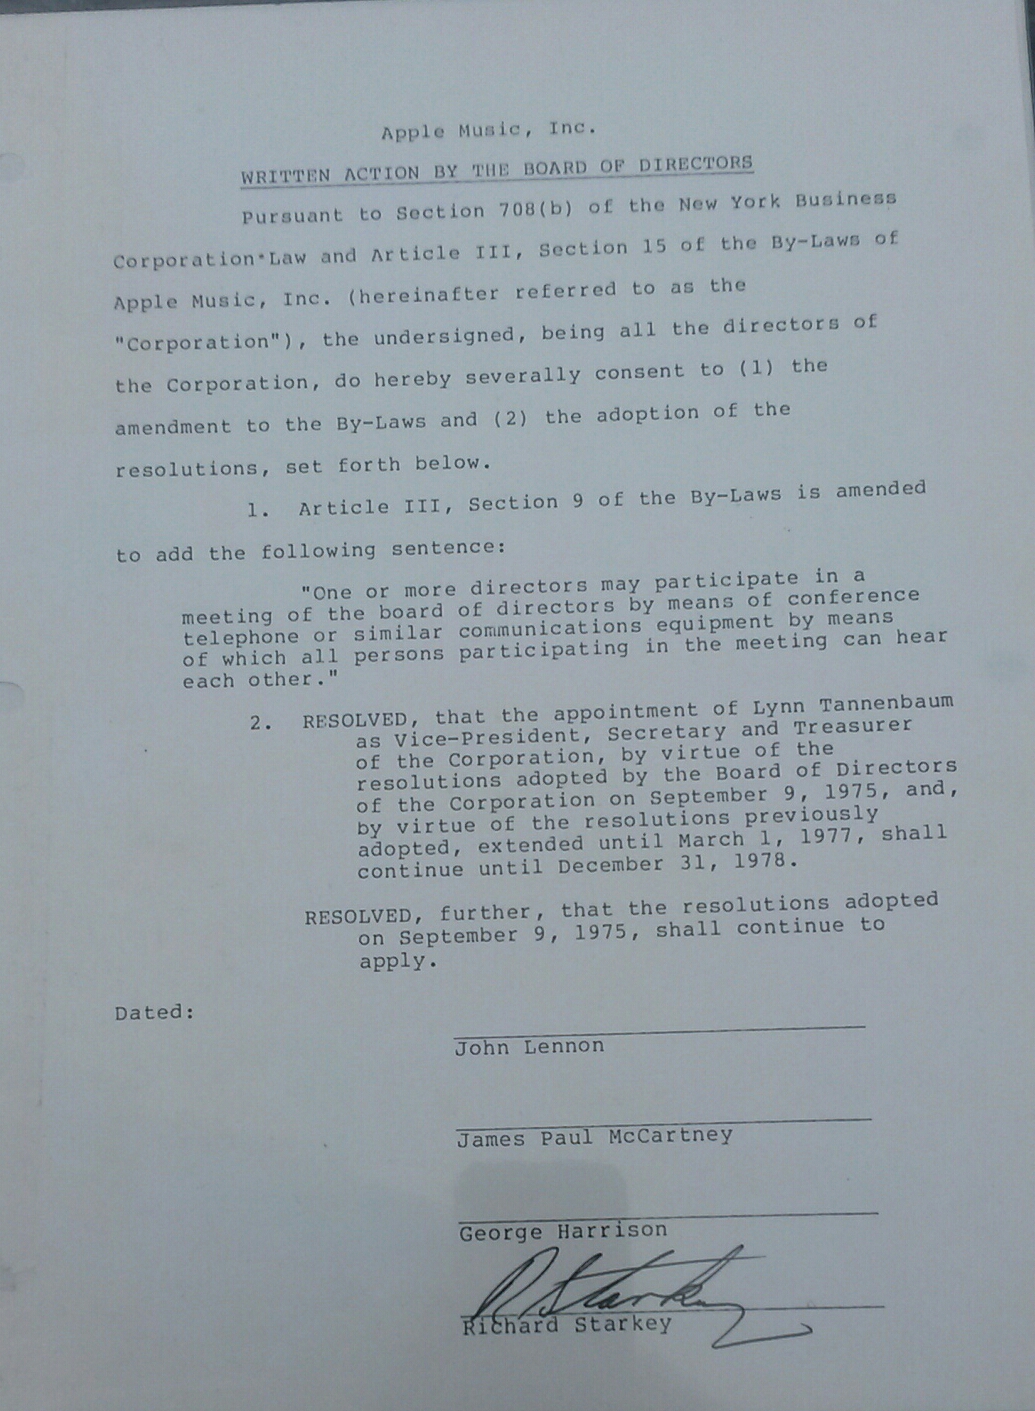 Apple Music, Inc.
WRITTEN ACTION BY THE BOARD OF DIRECTORS
Pursuant to Section 708(b) of the New York Business
Corporation Law and Article III, Section 15 of the By-Laws of
Apple Music, Inc. (hereinafter referred to as the
"Corporation"), the undersigned, being all the directors of
the Corporation, do hereby severally consent to (1) the
amendment to the By-Laws and (2) the adoption of the
resolutions, set forth below.
1. Article III, Section 9 of the By-Laws is amended
to add the following sentence:
"One or more directors may participate in a
meeting of the board of directors by means of conference
telephone or similar communications equipment by means
of which all persons participating in the meeting can hear
each other."
2. RESOLVED, that the appointment of Lynn Tannenbaum
as Vice-President, Secretary and Treasurer
of the Corporation, by virtue of the
resolutions adopted by the Board of Directors
of the Corporation on September 9, 1975, and,
by virtue of the resolutions previously
adopted, extended until March 1, 1977, shall
continue until December 31, 1978.
RESOLVED, further, that the resolutions adopted
on September 9, 1975, shall continue to
apply.
Dated:
John Lennon
James Paul McCartney
George Harrison
R Starkey
Richard Starkey